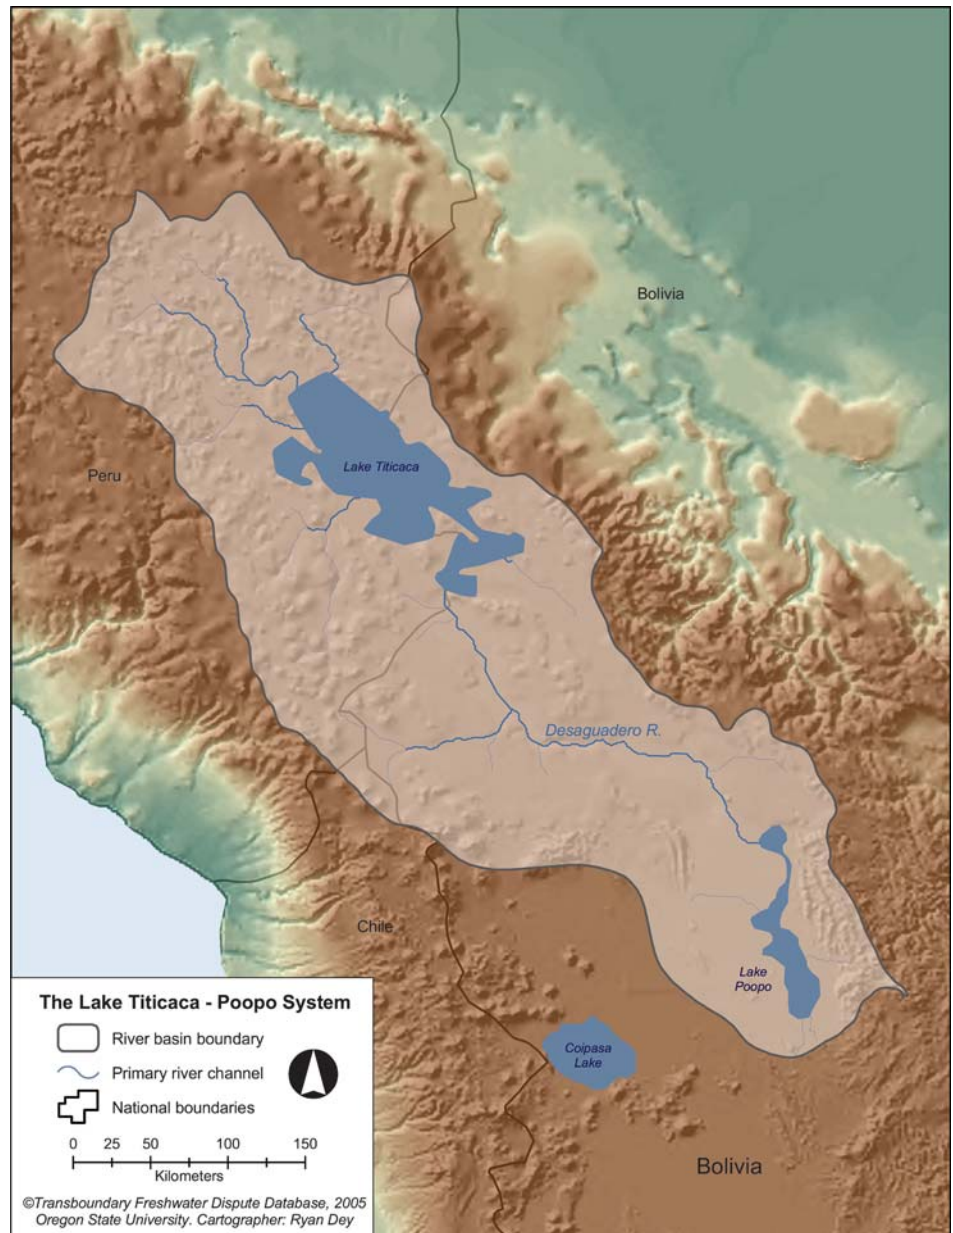 Bolivia
Peru
Lake Titicaca
Desaguadero R.
Chile
Lake
Poopo
Coipasa
Lake
Bolivia
The Lake Titicaca - Poopo System
River basin boundary
Primary river channel
National boundaries
0 25 50 100 150
Kilometers
©Transboundary Freshwater Dispute Database, 2005
Oregon State University. Cartographer: Ryan Dey